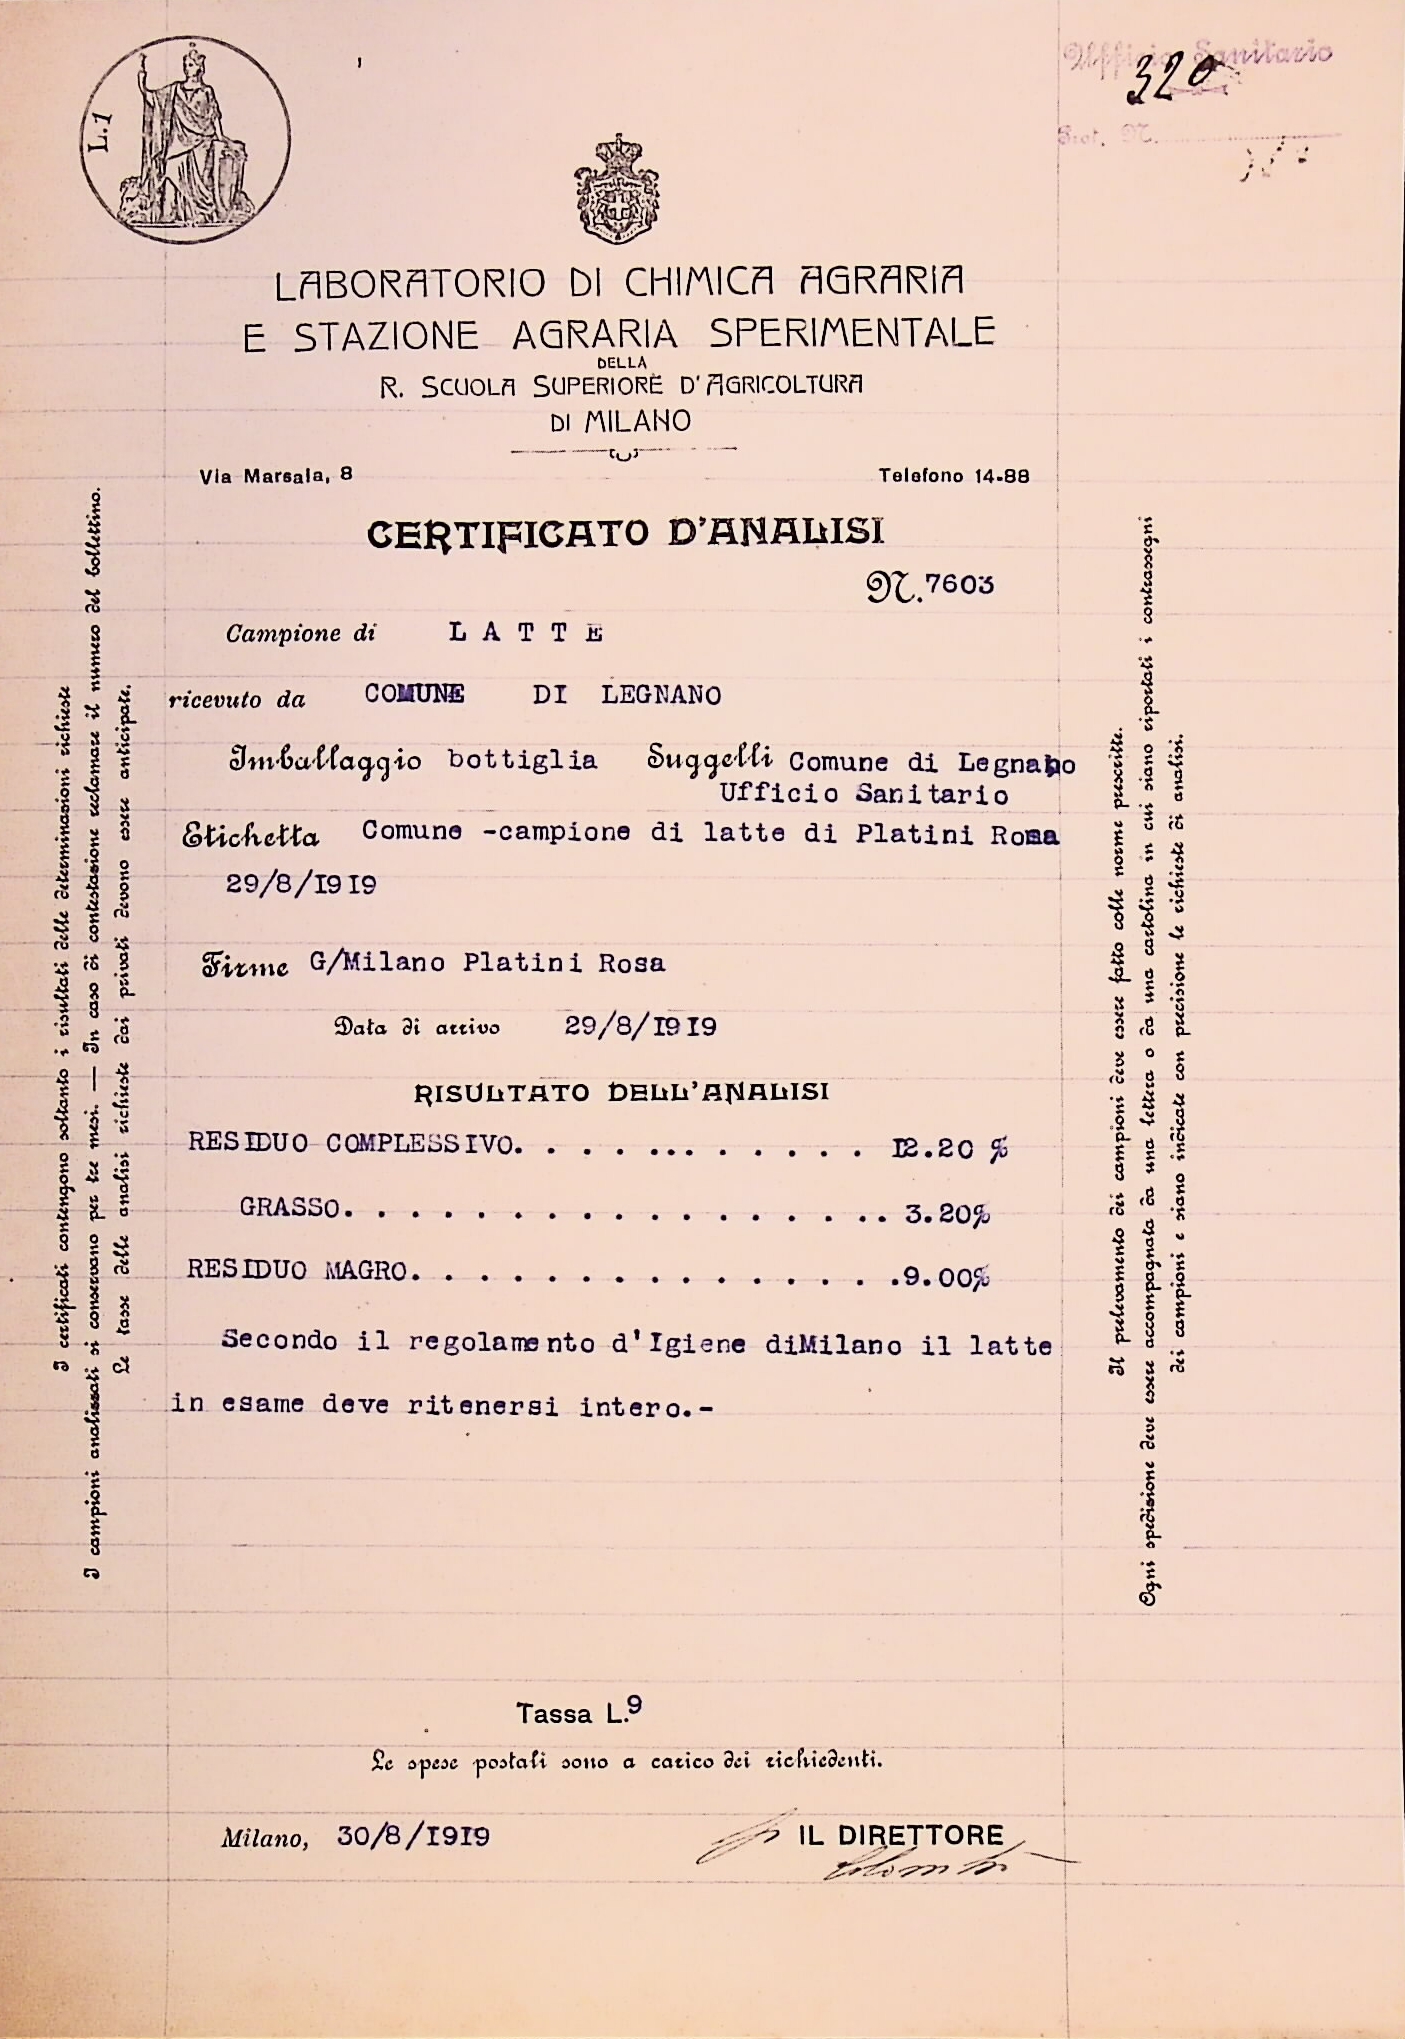 L.1
Ufficio Sanitario
320
Prot. N.
LABORATORIO DI CHIMICA AGRARIA
E STAZIONE AGRARIA SPERIMENTALE
DELLA
R. SCUOLA SUPERIORE D'AGRICOLTURA
DI MILANO
Via Marsala, 8 Telefono 14-88
CERTIFICATO D'ANALISI
N. 7603
Campione di LATTE
ricevuto da COMUNE DI LEGNANO
Imballaggio bottiglia Suggelli Comune di Legnano
Ufficio Sanitario
Etichetta Comune -campione di latte di Platini Rosa
29/8/1919
Firme G/Milano Platini Rosa
Data di arrivo 29/8/1919
RISULTATO DELL'ANALISI
RESIDUO COMPLESSIVO. . . . . ... . . . . . 12.20 %
GRASSO. . . . . . . . . . . . . . . . .. 3.20%
RESIDUO MAGRO. . . . . . . . . . . . . . .9.00%
Secondo il regolamento d'Igiene diMilano il latte
in esame deve ritenersi intero.-
Tassa L.9
Le spese postali sono a carico dei richiedenti.
Milano, 30/8/1919 IL DIRETTORE
I certificati contengono soltanto i risultati delle determinazioni richieste
I campioni analizzati si conservano per tre mesi. — In caso di contestazione reclamare il numero del bollettino.
Le tasse delle analisi richieste dai privati devono essere anticipate.
Il prelevamento dei campioni deve essere fatto colle norme prescritte.
Ogni spedizione deve essere accompagnata da una lettera o da una cartolina in cui siano riportati i contrassegni
dei campioni e siano indicate con precisione le richieste di analisi.